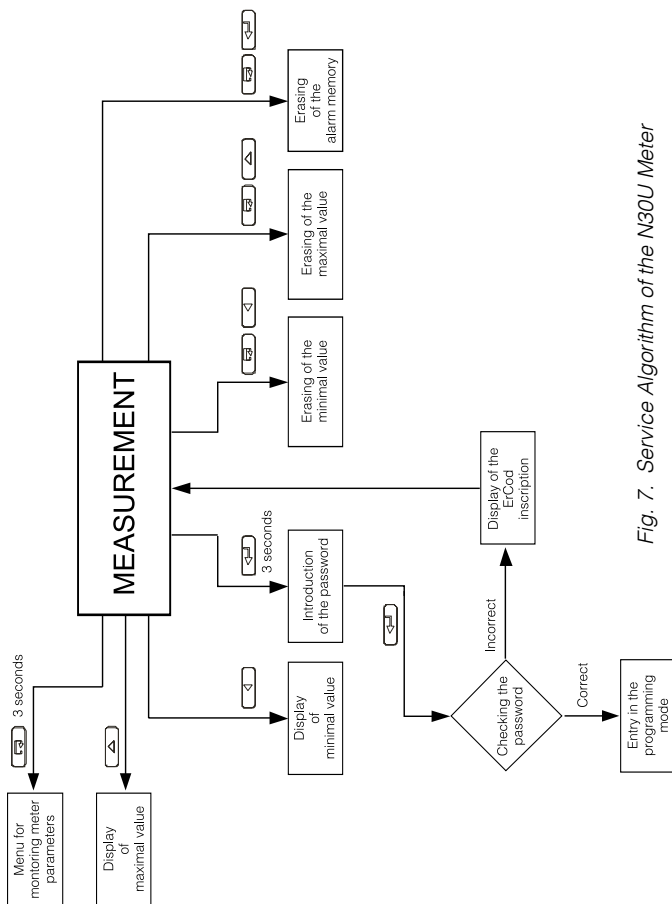 Menu for
montoring meter
parameters
3 seconds
Display
of
maximal value
MEASUREMENT
Display
of
minimal value
3 seconds
Introduction
of the password
Erasing of the
minimal value
Erasing of the
maximal value
Erasing
of the
alarm memory
Checking the
password
Incorrect
Display of the
ErCod
inscription
Correct
Entry in the
programming
mode
Fig. 7. Service Algorithm of the N30U Meter